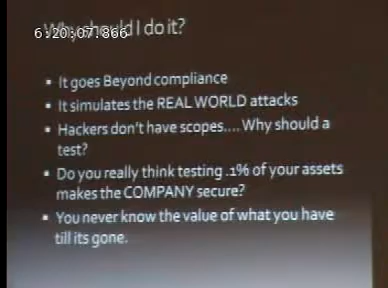 Why should I do it?
6:20:07.866
▪ It goes Beyond compliance
▪ It simulates the REAL WORLD attacks
▪ Hackers don't have scopes.... Why should a
test?
▪ Do you really think testing .1% of your assets
makes the COMPANY secure?
▪ You never know the value of what you have
till its gone.